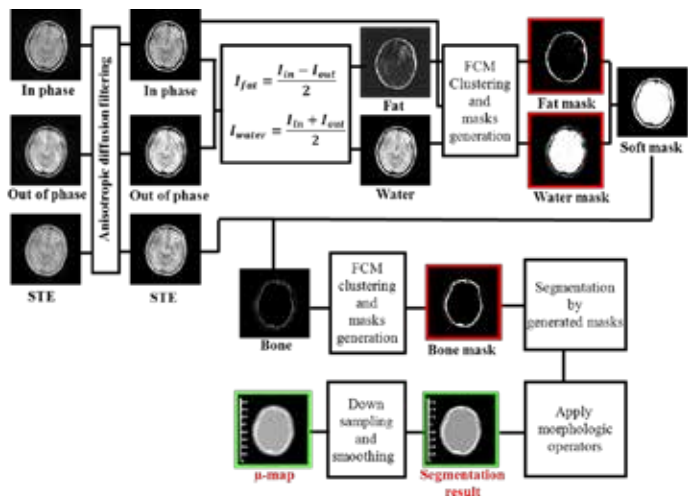 In phase
Out of phase
STE
Anisotropic diffusion filtering
In phase
Out of phase
STE
I_fat = (I_in − I_out) / 2
I_water = (I_in + I_out) / 2
Fat
Water
FCM
Clustering
and
masks
generation
Fat mask
Water mask
Soft mask
Bone
FCM
clustering
and
masks
generation
Bone mask
Segmentation
by
generated masks
μ-map
Down
sampling
and
smoothing
Segmentation
result
Apply
morphologic
operators